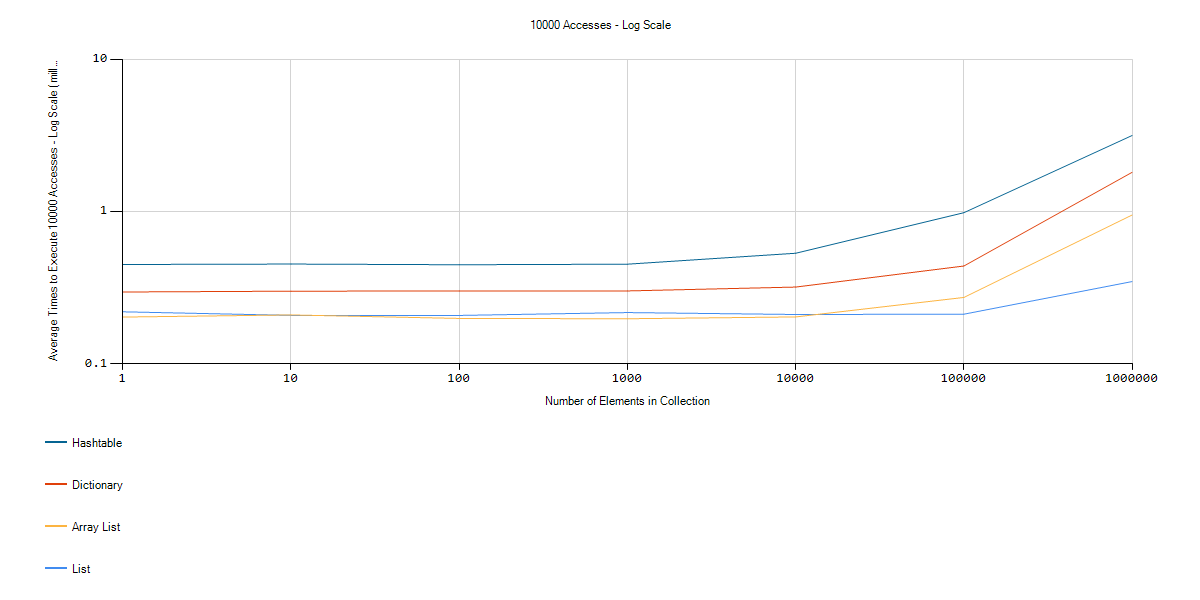 10000 Accesses - Log Scale
Average Times to Execute 10000 Accesses - Log Scale (mill...
10
1
0.1
1 10 100 1000 10000 100000 1000000
Number of Elements in Collection
Hashtable
Dictionary
Array List
List